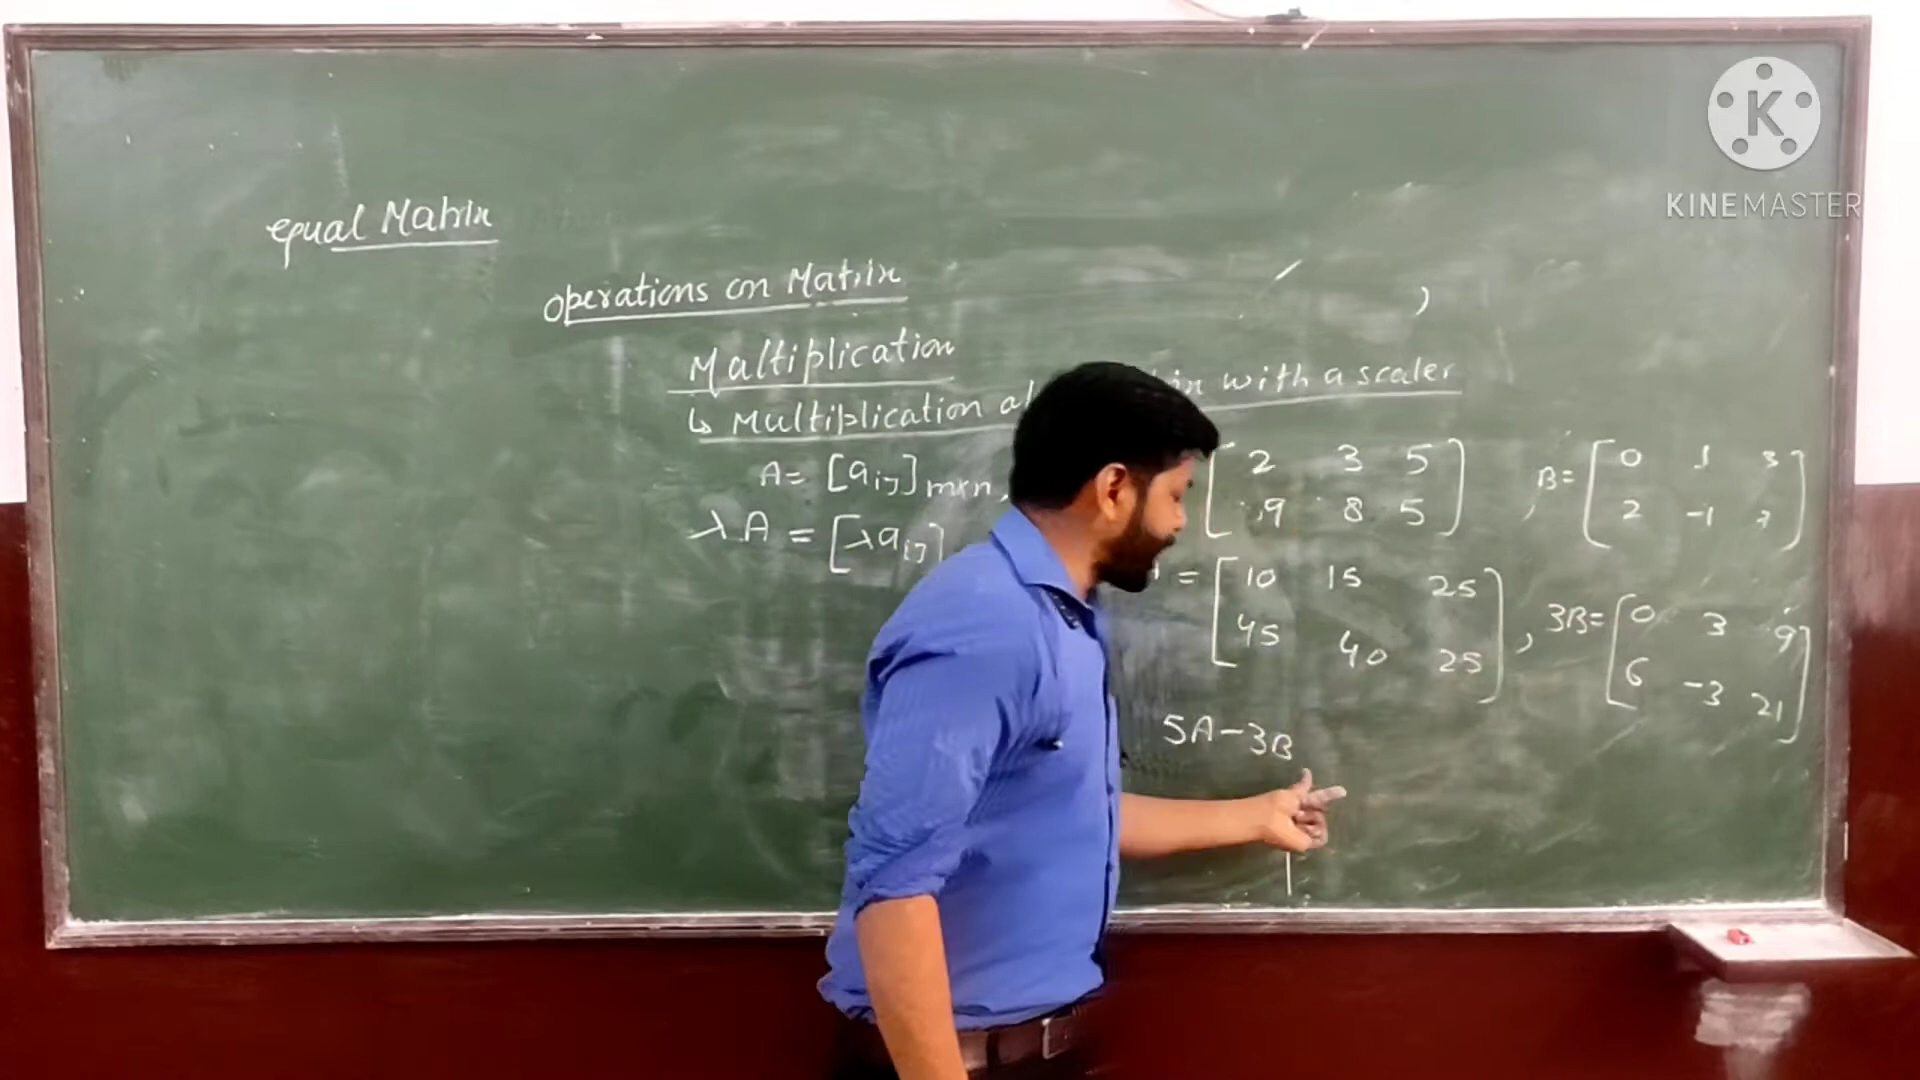 K
KINEMASTER
equal Matrix
Operations on Matrix
Maltiplication
↳ Multiplication with a scaler
A= [aij]m×n,
[2 3 5
9 8 5]
, B= [0 1 3
2 -1 7]
λA = [λaij]
= [10 15 25
45 40 25]
, 3B= [0 3 9
6 -3 21]
5A-3B